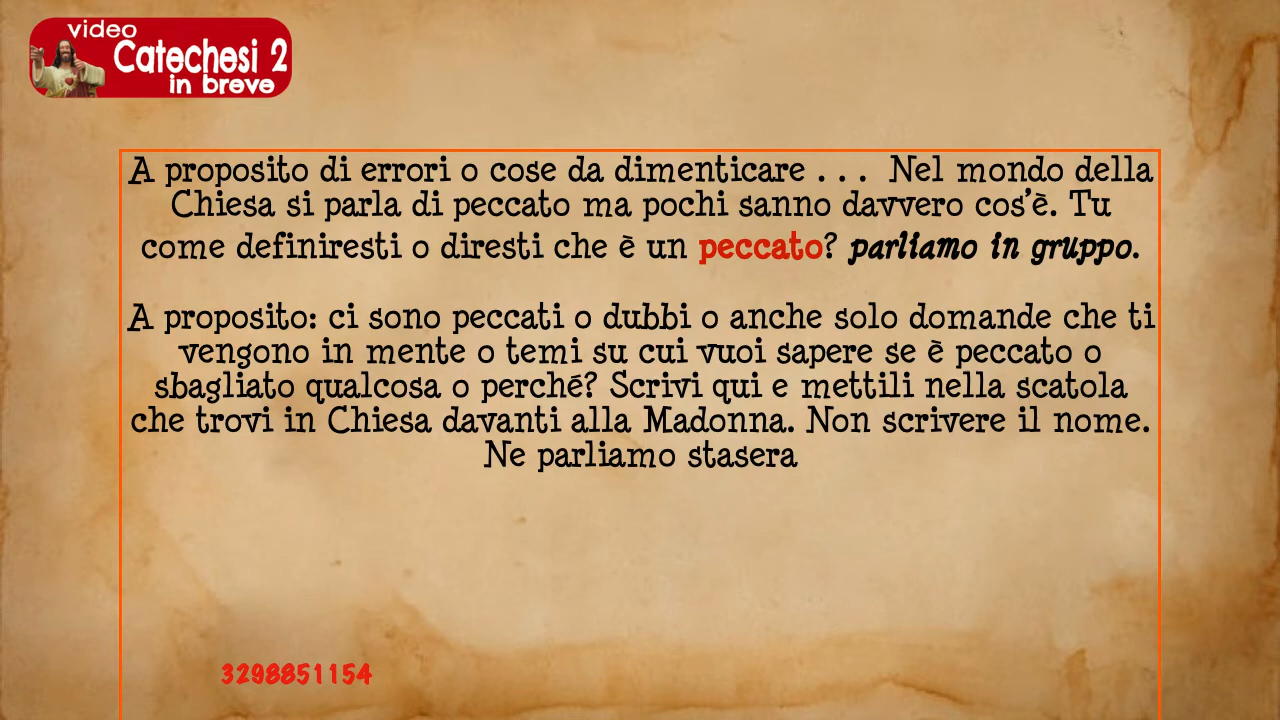 video
Catechesi 2
in breve
A proposito di errori o cose da dimenticare . . .  Nel mondo della
Chiesa si parla di peccato ma pochi sanno davvero cos'è. Tu
come definiresti o diresti che è un peccato? parliamo in gruppo.
A proposito: ci sono peccati o dubbi o anche solo domande che ti
vengono in mente o temi su cui vuoi sapere se è peccato o
sbagliato qualcosa o perché? Scrivi qui e mettili nella scatola
che trovi in Chiesa davanti alla Madonna. Non scrivere il nome.
Ne parliamo stasera
3298851154